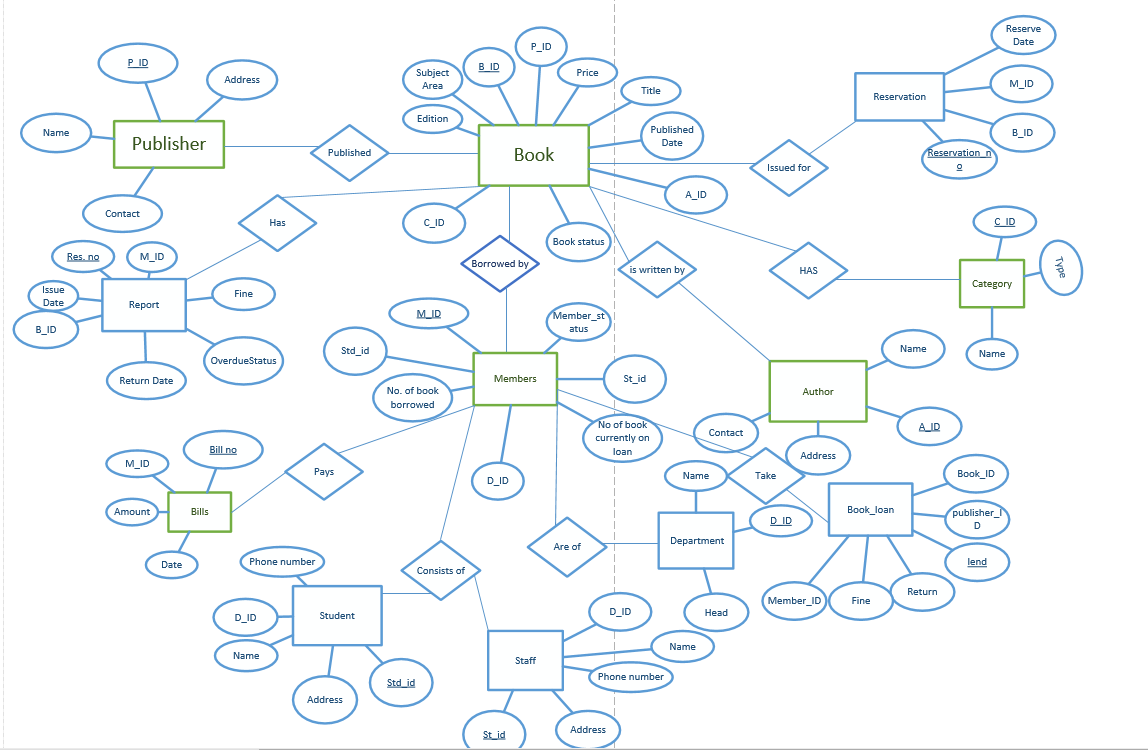 P_ID
Address
Name
Publisher
Contact
Published
Subject
Area
B_ID
P_ID
Price
Title
Edition
Published
Date
Book
A_ID
C_ID
Book status
Issued for
Reservation
Reserve
Date
M_ID
B_ID
Reservation_n
o
Has
Borrowed by
is written by
HAS
C_ID
Type
Category
Name
Res. no
M_ID
Issue
Date
B_ID
Report
Fine
OverdueStatus
Return Date
M_ID
Member_st
atus
Std_id
No. of book
borrowed
Members
St_id
No of book
currently on
loan
D_ID
Author
Name
A_ID
Contact
Address
Pays
Bill no
M_ID
Amount
Bills
Date
Take
Name
D_ID
Department
Head
Are of
Book_loan
Book_ID
publisher_I
D
lend
Return
Fine
Member_ID
Consists of
Phone number
D_ID
Name
Student
Address
Std_id
Staff
D_ID
Name
Phone number
Address
St_id